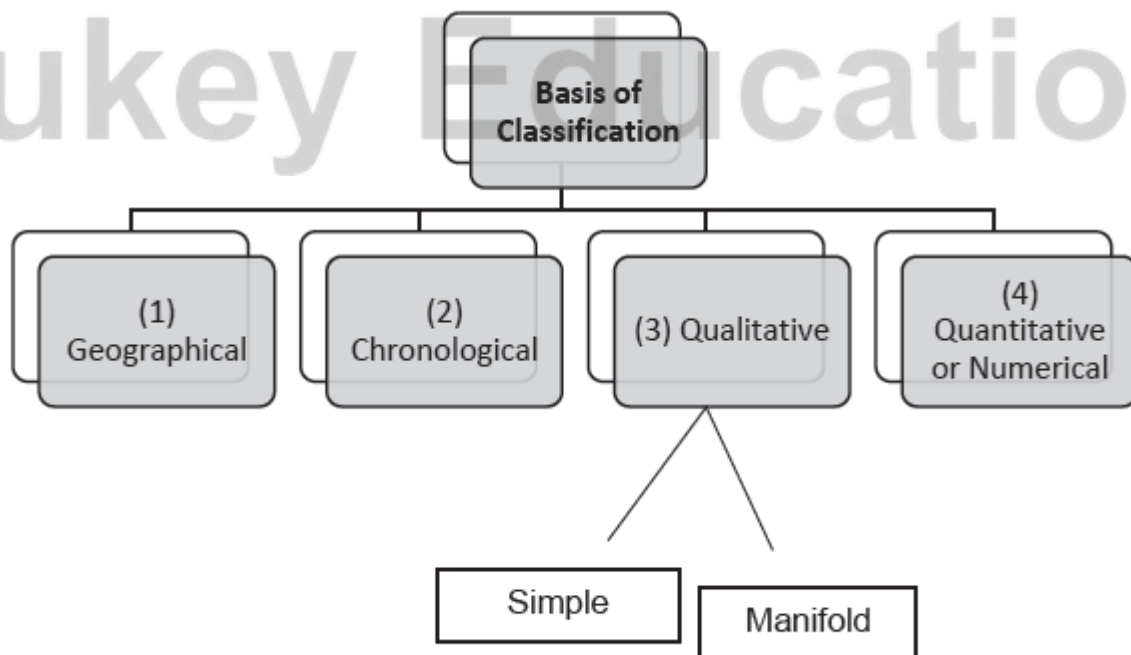 ukey Educatio
Basis of
Classification
(1)
Geographical
(2)
Chronological
(3) Qualitative
(4)
Quantitative
or Numerical
Simple
Manifold